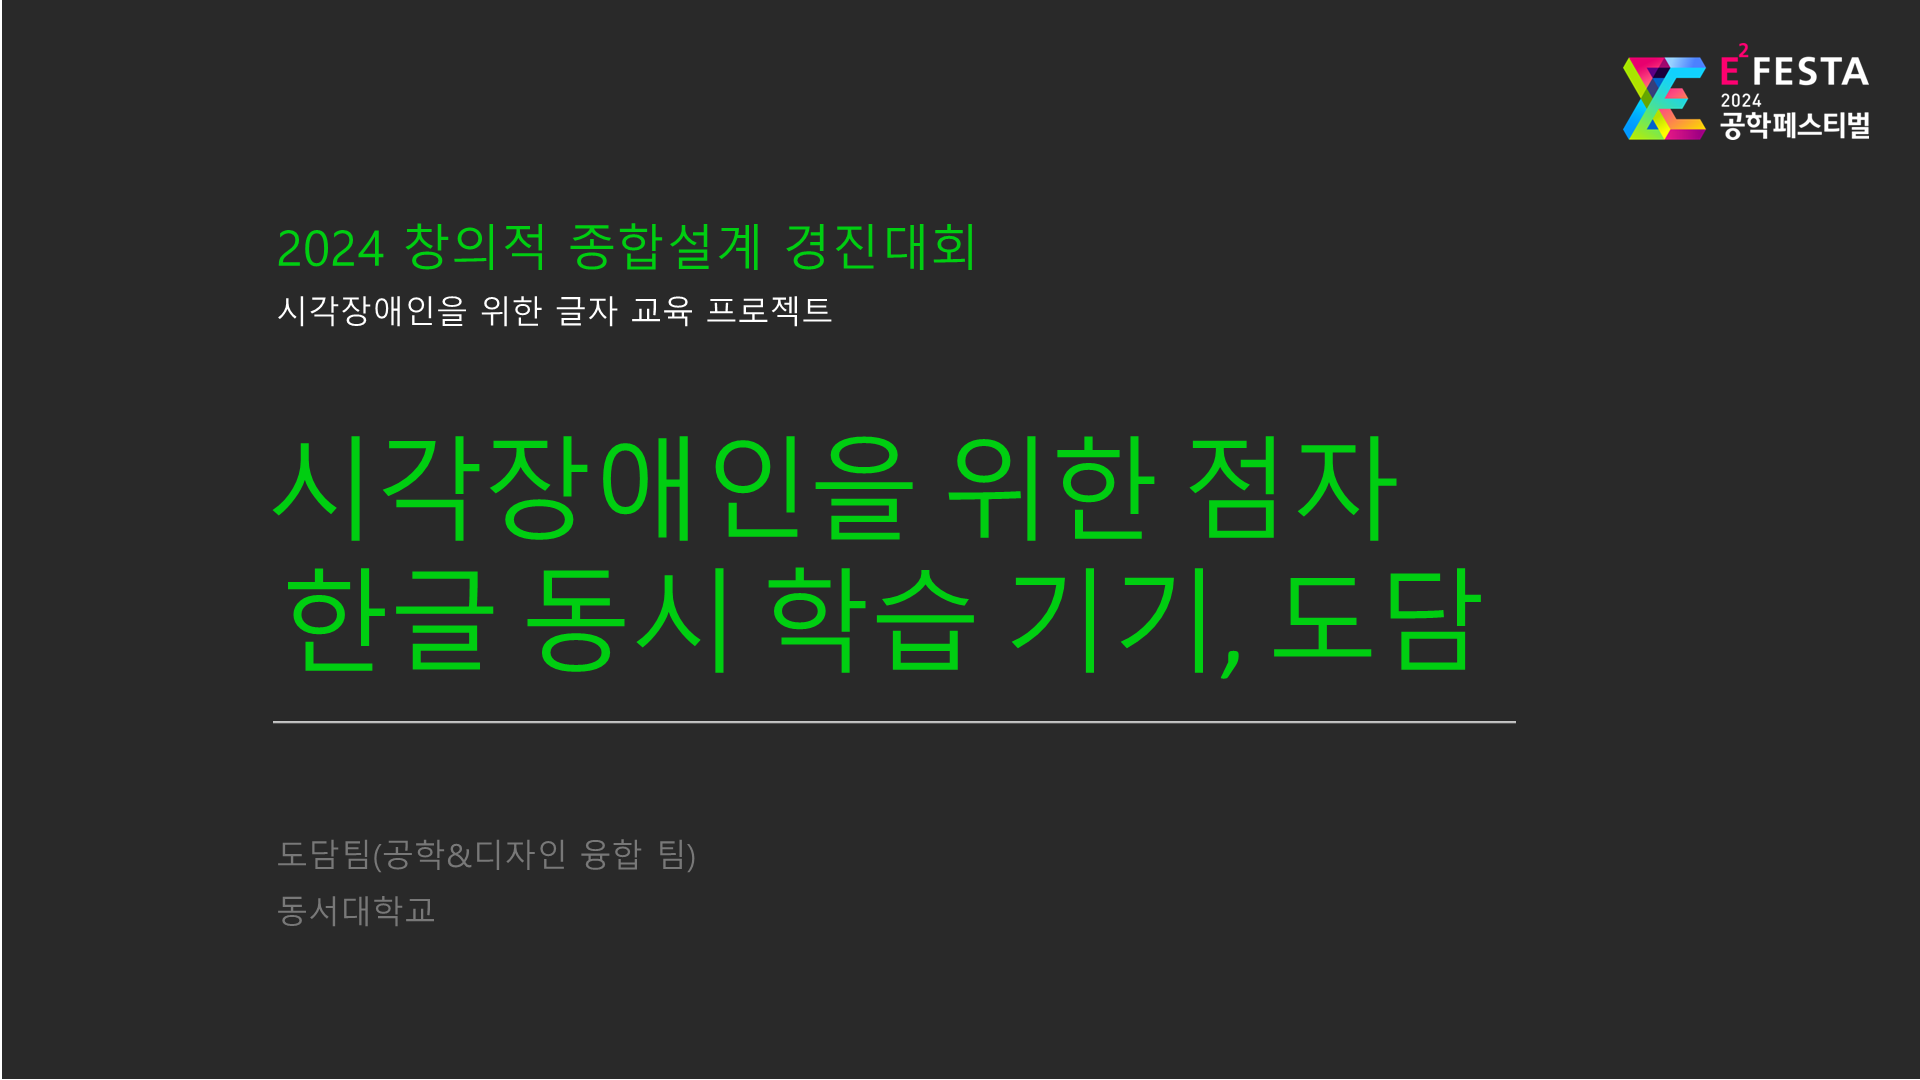 E²FESTA
2024
공학페스티벌
2024 창의적 종합설계 경진대회
시각장애인을 위한 글자 교육 프로젝트
시각장애인을 위한 점자
한글 동시 학습 기기, 도담
도담팀(공학&디자인 융합 팀)
동서대학교